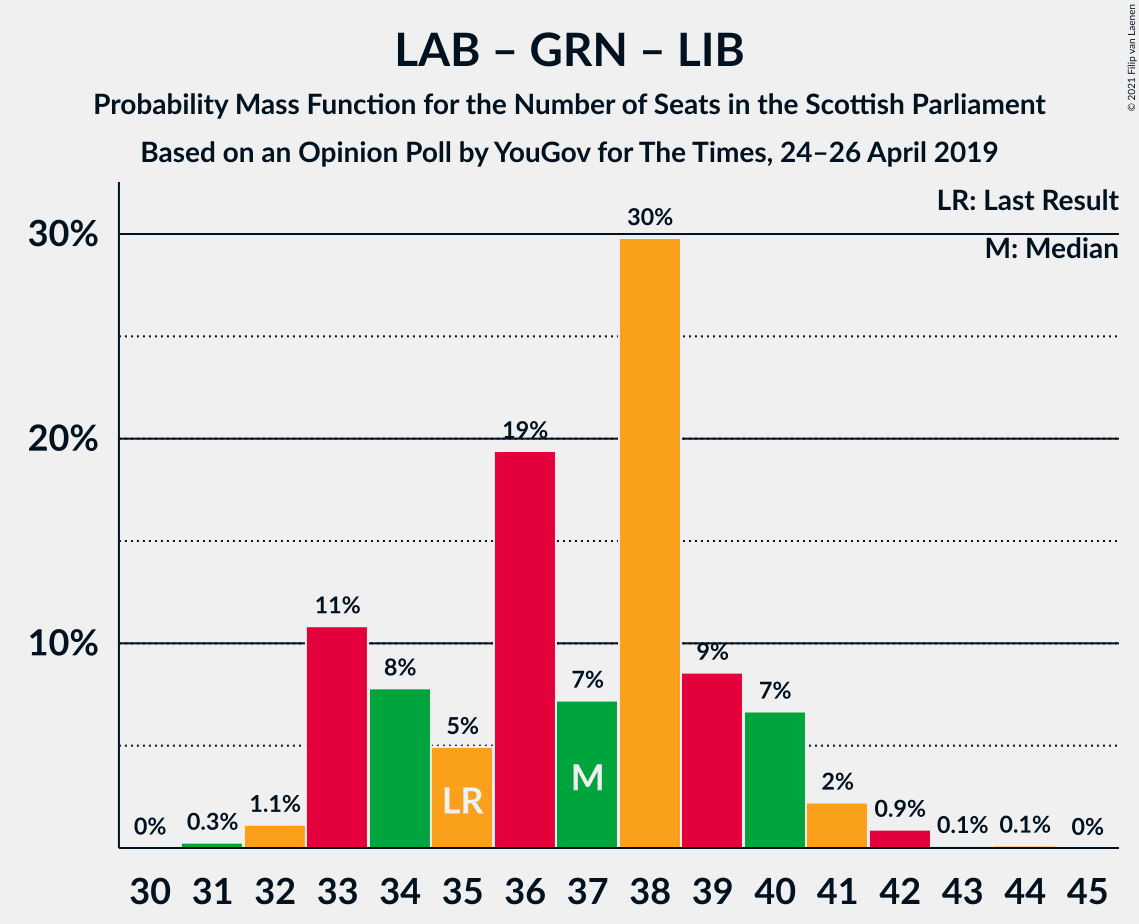 LAB – GRN – LIB
Probability Mass Function for the Number of Seats in the Scottish Parliament
Based on an Opinion Poll by YouGov for The Times, 24–26 April 2019
© 2021 Filip van Laenen
LR: Last Result
M: Median
30%
20%
10%
0%
0.3%
1.1%
11%
8%
5%
19%
7%
30%
9%
7%
2%
0.9%
0.1%
0.1%
0%
LR
M
30 31 32 33 34 35 36 37 38 39 40 41 42 43 44 45